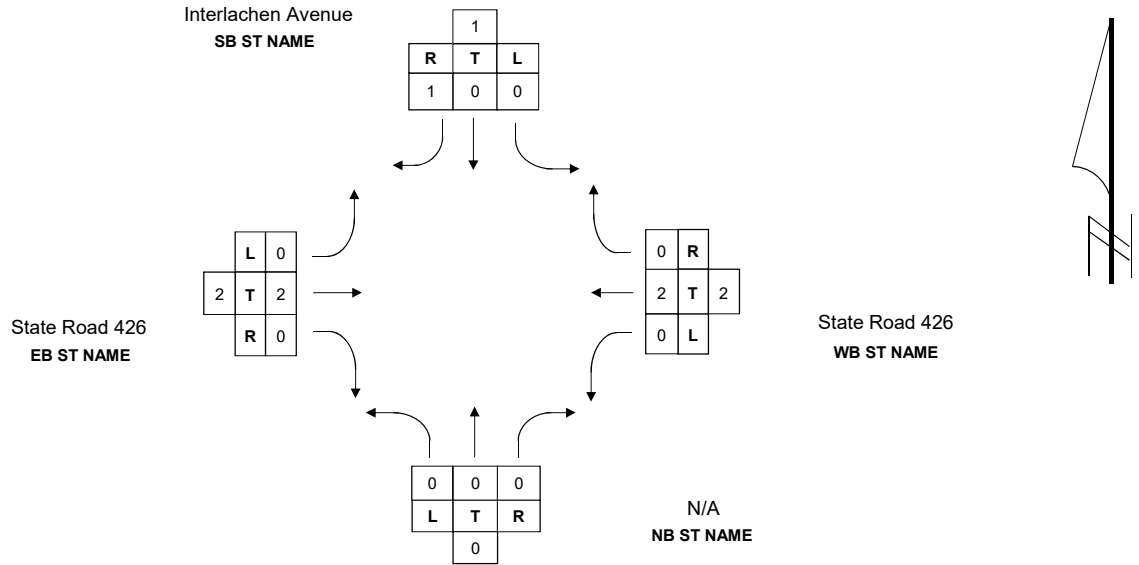 Interlachen Avenue
SB ST NAME
1
R T L
1 0 0
L 0
2 T 2
R 0
State Road 426
EB ST NAME
0 R
2 T 2
0 L
State Road 426
WB ST NAME
0 0 0
L T R
0
N/A
NB ST NAME
N